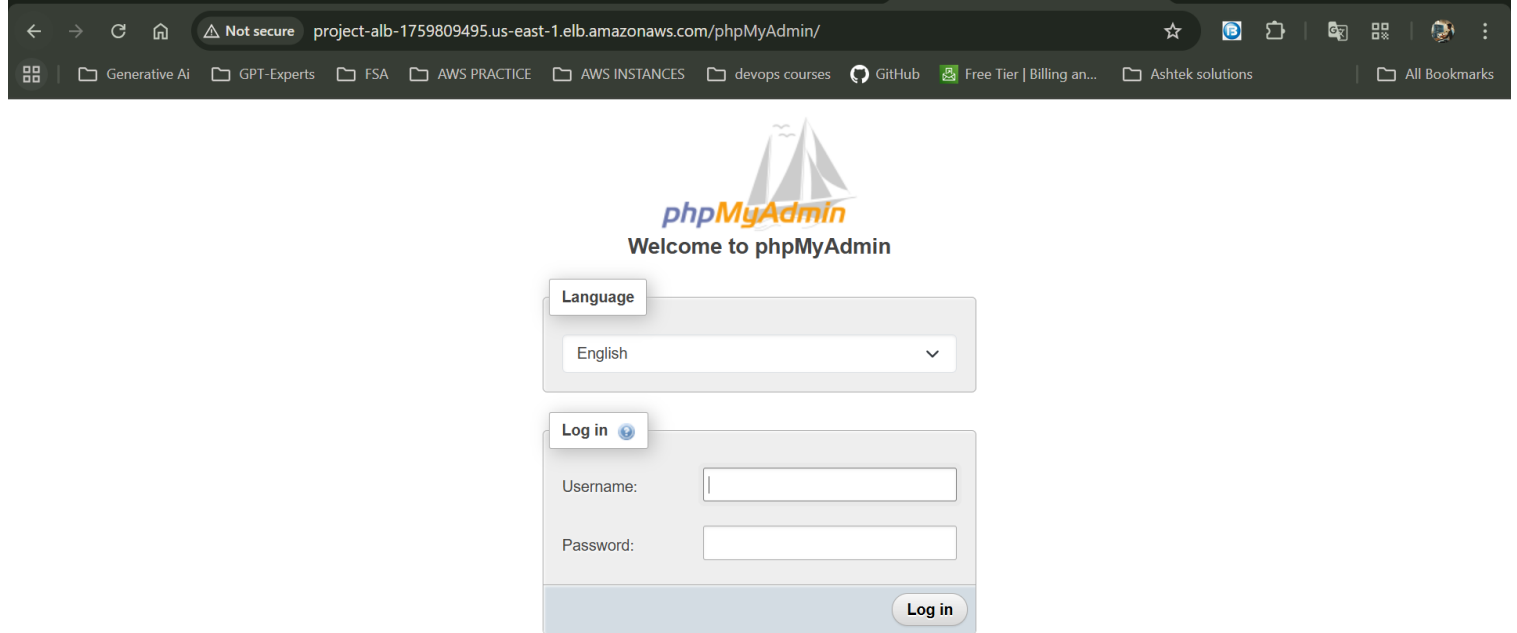 Not secure project-alb-1759809495.us-east-1.elb.amazonaws.com/phpMyAdmin/
Generative Ai GPT-Experts FSA AWS PRACTICE AWS INSTANCES devops courses GitHub Free Tier | Billing an... Ashtek solutions All Bookmarks
phpMyAdmin
Welcome to phpMyAdmin
Language
English
Log in
Username:
Password:
Log in